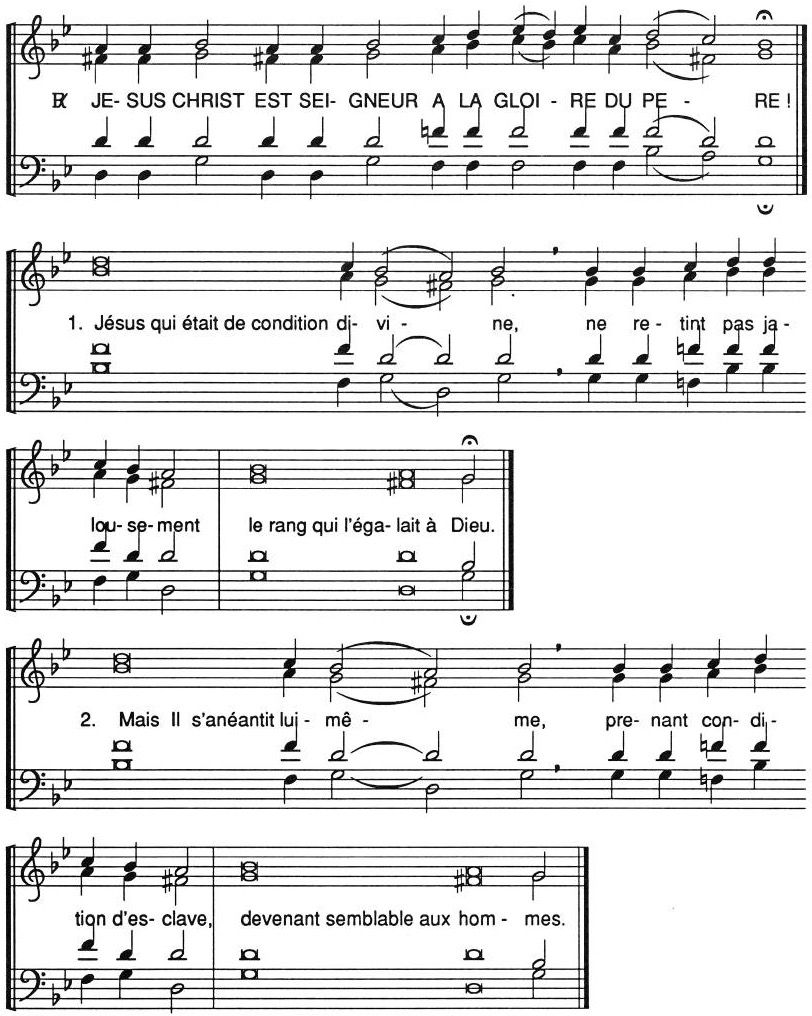 ℟ JE- SUS CHRIST EST SEI- GNEUR A LA GLOI - RE DU PE - RE !
1. Jésus qui était de condition di- vi - ne, ne re- tint pas ja-
lou- se- ment le rang qui l'éga- lait à Dieu.
2. Mais Il s'anéantit lui- mê - me, pre- nant con- di-
tion d'es- clave, devenant semblable aux hom- mes.